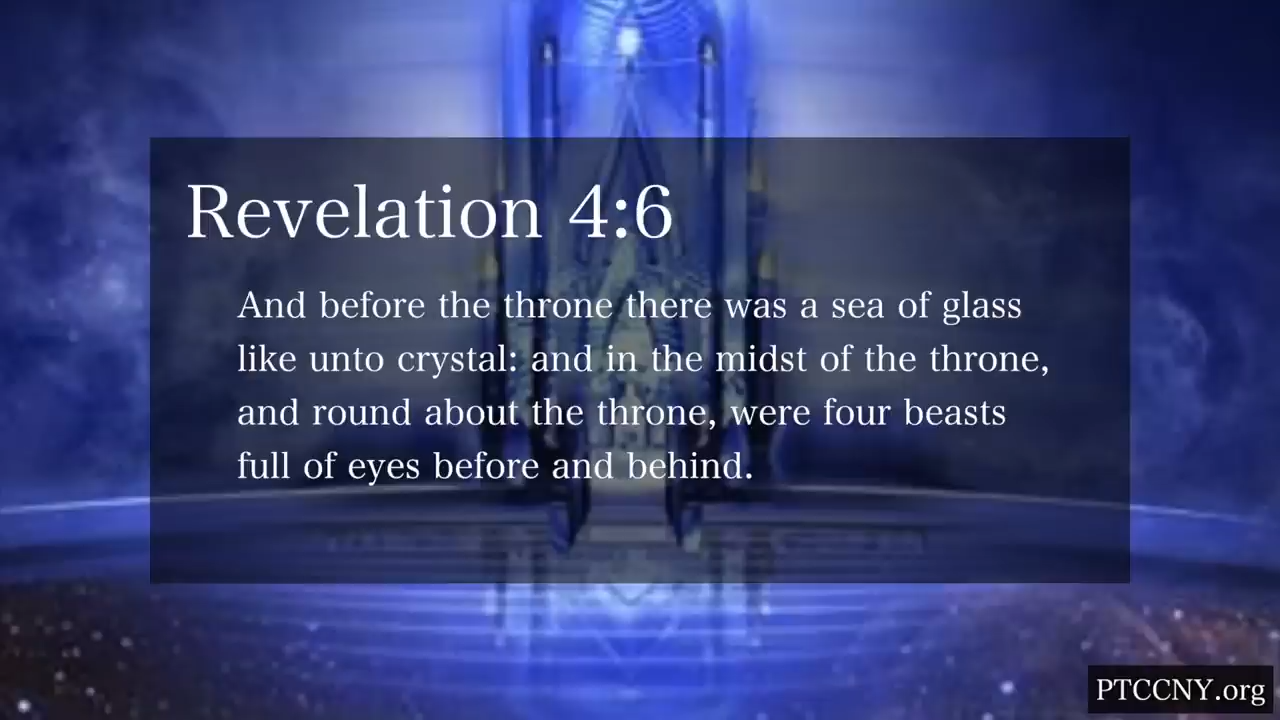 Revelation 4:6
And before the throne there was a sea of glass
like unto crystal: and in the midst of the throne,
and round about the throne, were four beasts
full of eyes before and behind.
PTCCNY.org